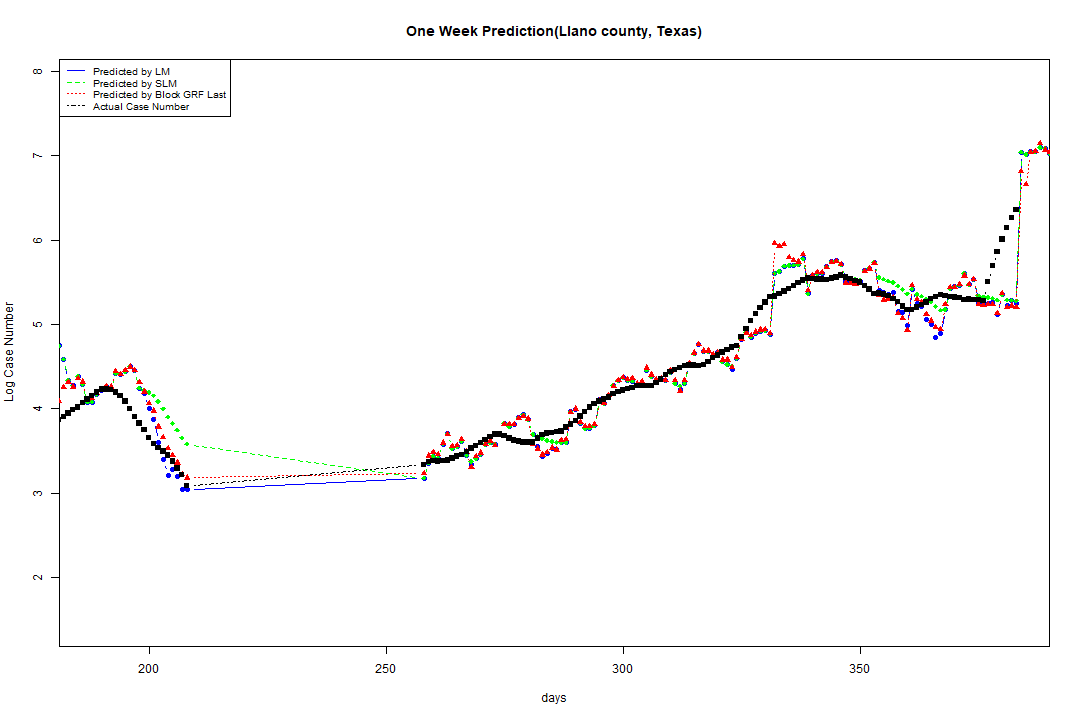 One Week Prediction(Llano county, Texas)
Predicted by LM
Predicted by SLM
Predicted by Block GRF Last
Actual Case Number
8
7
6
5
4
3
2
Log Case Number
200 250 300 350
days